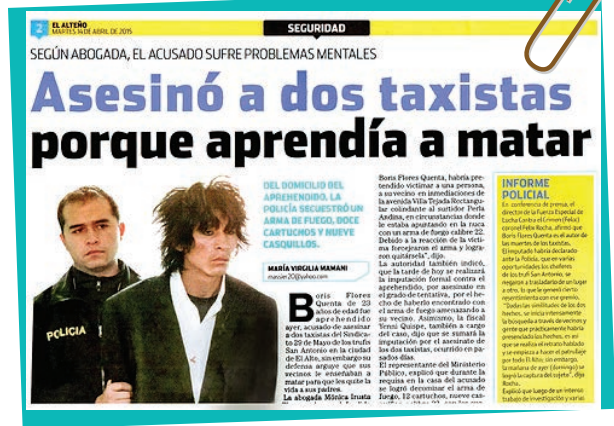 2
EL ALTEÑO
MARTES 14 DE ABRIL DE 2015
SEGURIDAD
SEGÚN ABOGADA, EL ACUSADO SUFRE PROBLEMAS MENTALES
Asesinó a dos taxistas
porque aprendía a matar
POLICIA
DEL DOMICILIO DEL
APREHENDIDO, LA
POLICÍA SECUESTRÓ UN
ARMA DE FUEGO, DOCE
CARTUCHOS Y NUEVE
CASQUILLOS.
MARÍA VIRGILIA MAMANI
Boris Flores
Quenta de 23
años de edad fue
aprehendido
ayer, acusado de asesinar
a dos taxistas del Sindica-
to 29 de Mayo de los trufis
San Antonio en la ciudad
de El Alto, sin embargo su
defensa arguye que sus
vecinos le enseñaban a
matar para que les quite la
vida a sus padres.
La abogada Mónica Irusta
Boris Flores Quenta, habría pre-
tendido victimar a una persona,
a su vecino en inmediaciones de
la avenida Villa Tejada Rectangu-
lar colindante al surtidor Perla
Andina, en circunstancias donde
le estaba apuntando en la nuca
con un arma de fuego calibre 22.
Debido a la reacción de la vícti-
ma forcejearon el arma y logra-
ron quitársela", dijo.
La autoridad también indicó,
que la tarde de hoy se realizará
la imputación formal contra el
aprehendido, por asesinato en
el grado de tentativa, por el he-
cho de haberlo encontrado con
el arma de fuego amenazando a
su vecino. Asimismo, la fiscal
Yensi Quispe, también a cargo
del caso, dijo que se sumará la
imputación por el asesinato de
los dos taxistas, ocurrido en pa-
sados días.
El representante del Ministerio
Público, explicó que durante la
requisa en la casa del acusado
se logró decomisar el arma de
fuego, 12 cartuchos, nueve cas-
INFORME
POLICIAL
En conferencia de prensa, el
director de la Fuerza Especial de
Lucha Contra el Crimen (Felcc)
coronel Felix Rocha, afirmó que
Boris Flores Quenta es el autor de
las muertes de los taxistas.
El imputado habría declarado
ante la Policía, que en varias
oportunidades los choferes
de los trufi San Antonio, se
negaron a trasladarlo de un lugar
a otro, lo que le generó cierto
resentimiento con ese gremio.
"Dadas las similitudes de los dos
hechos, se inicia intensamente
la búsqueda a través de vecinos y
gente que prácticamente habría
presenciado los hechos, es así
que se realiza el retrato hablado
y se empieza a hacer el patrullaje
por todo El Alto, sin embargo,
la mañana de ayer (domingo) se
logró la captura del sujeto", dijo
Rocha.
Explicó que luego de un intenso
trabajo de investigación y varias